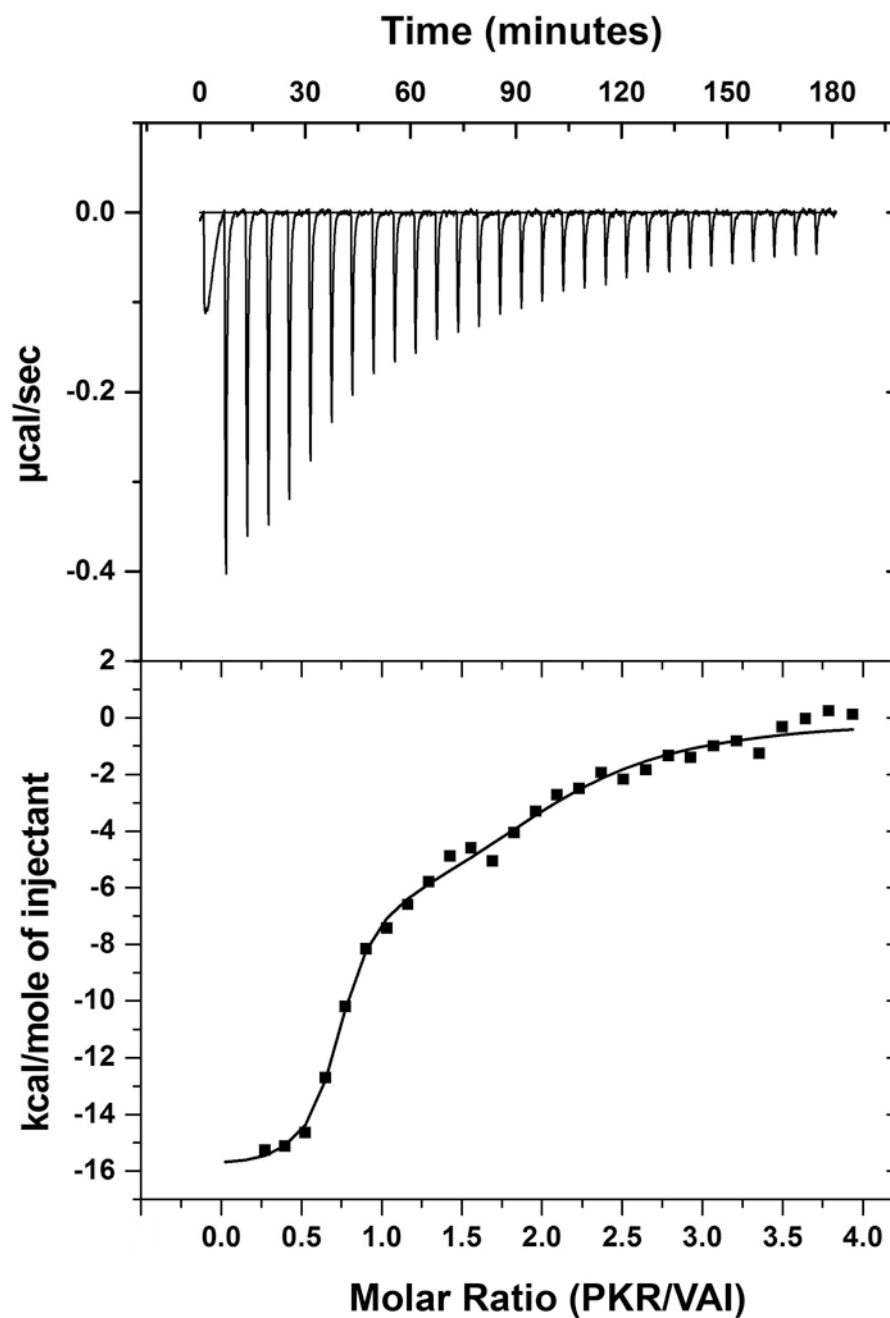 Time (minutes)
0 30 60 90 120 150 180
0.0
-0.2
-0.4
µcal/sec
2
0
-2
-4
-6
-8
-10
-12
-14
-16
kcal/mole of injectant
0.0 0.5 1.0 1.5 2.0 2.5 3.0 3.5 4.0
Molar Ratio (PKR/VAI)